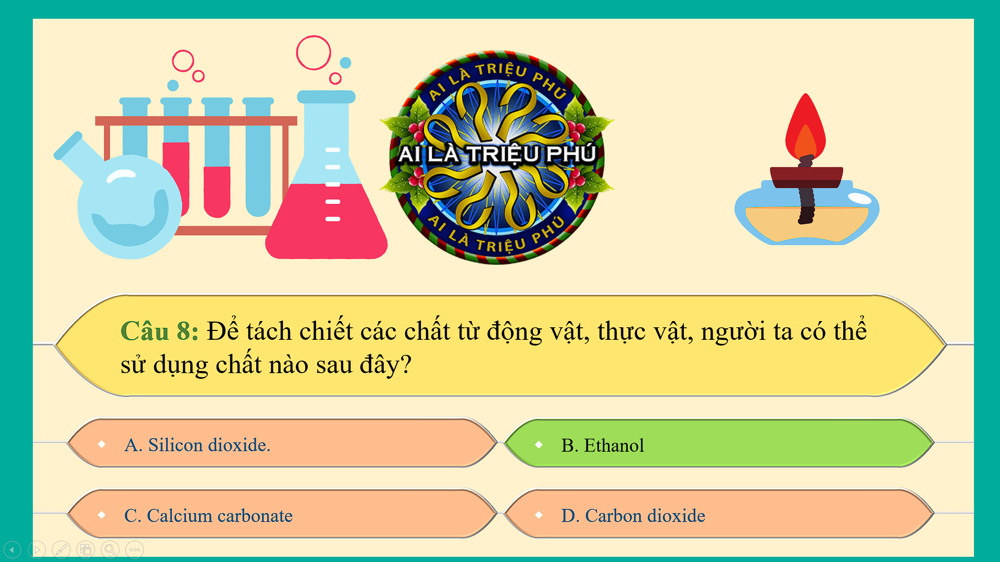 AI LÀ TRIỆU PHÚ
AI LÀ TRIỆU PHÚ
AI LÀ TRIỆU PHÚ
Câu 8: Để tách chiết các chất từ động vật, thực vật, người ta có thể
sử dụng chất nào sau đây?
A. Silicon dioxide.
B. Ethanol
C. Calcium carbonate
D. Carbon dioxide